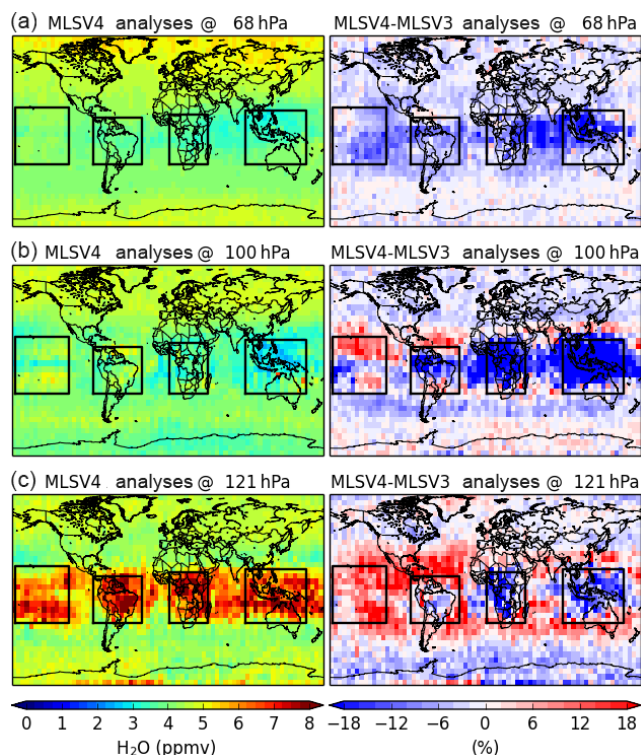 (a) MLSV4 analyses @ 68 hPa MLSV4-MLSV3 analyses @ 68 hPa
(b) MLSV4 analyses @ 100 hPa MLSV4-MLSV3 analyses @ 100 hPa
(c) MLSV4 analyses @ 121 hPa MLSV4-MLSV3 analyses @ 121 hPa
0 1 2 3 4 5 6 7 8 −18 −12 −6 0 6 12 18
H₂O (ppmv) (%)